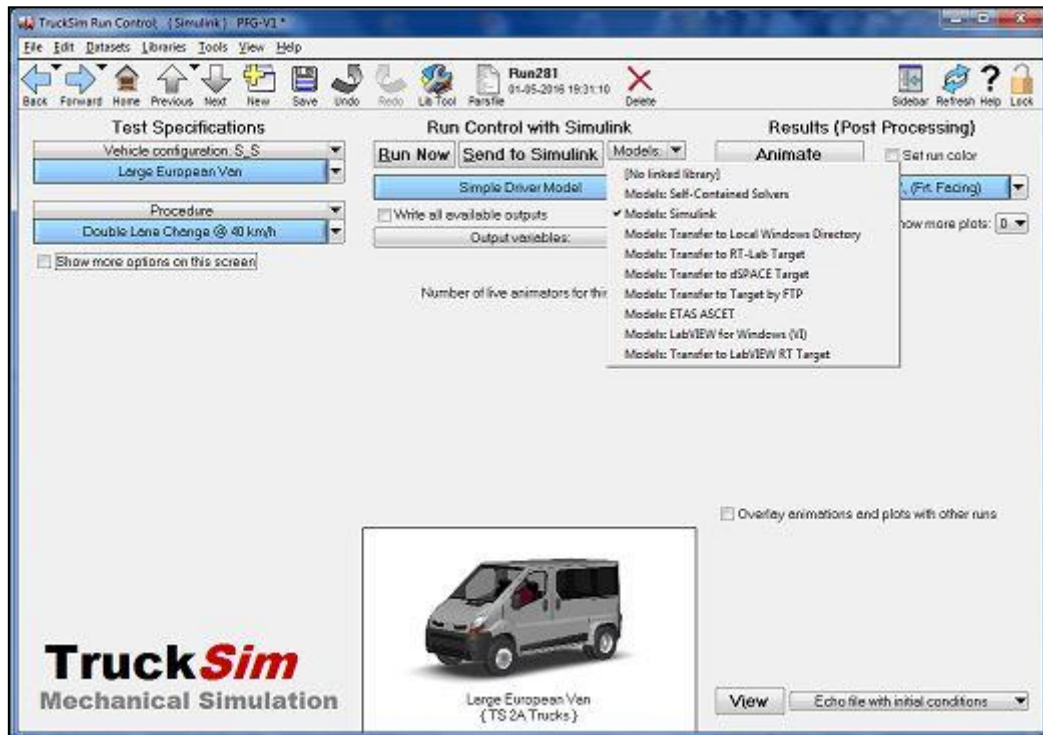 TruckSim Run Control; { Simulink } PFG-V1 *
File Edit Datasets Libraries Tools View Help
Back Forward Home Previous Next New Save Undo Redo Lib Tool Parsfile
Run281
01-05-2016 19:31:10
Delete Sidebar Refresh Help Lock
Test Specifications
Vehicle configuration: S_S
Large European Van
Procedure
Double Lane Change @ 40 km/h
Show more options on this screen
Run Control with Simulink
Run Now Send to Simulink Models:
Simple Driver Model
Write all available outputs
Output variables:
Number of live animators for
[No linked library]
Models: Self-Contained Solvers
Models: Simulink
Models: Transfer to Local Windows Directory
Models: Transfer to RT-Lab Target
Models: Transfer to dSPACE Target
Models: Transfer to Target by FTP
Models: ETAS ASCET
Models: LabVIEW for Windows (VI)
Models: Transfer to LabVIEW RT Target
Results (Post Processing)
Animate Set run color
(Frt. Facing)
more plots: 0
Overlay animations and plots with other runs
TruckSim
Mechanical Simulation
Large European Van
{ TS 2A Trucks }
View Echo file with initial conditions